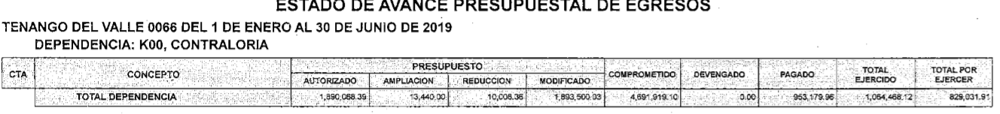 ESTADO DE AVANCE PRESUPUESTAL DE EGRESOS
TENANGO DEL VALLE 0066 DEL 1 DE ENERO AL 30 DE JUNIO DE 2019
DEPENDENCIA: K00, CONTRALORIA
CTA CONCEPTO PRESUPUESTO COMPROMETIDO DEVENGADO PAGADO TOTAL EJERCIDO TOTAL POR EJERCER
AUTORIZADO AMPLIACION REDUCCION MODIFICADO
TOTAL DEPENDENCIA 1,890,068.39 13,440.00 10,008.36 1,893,500.03 4,691,919.10 0.00 953,179.96 1,064,468.12 829,031.91